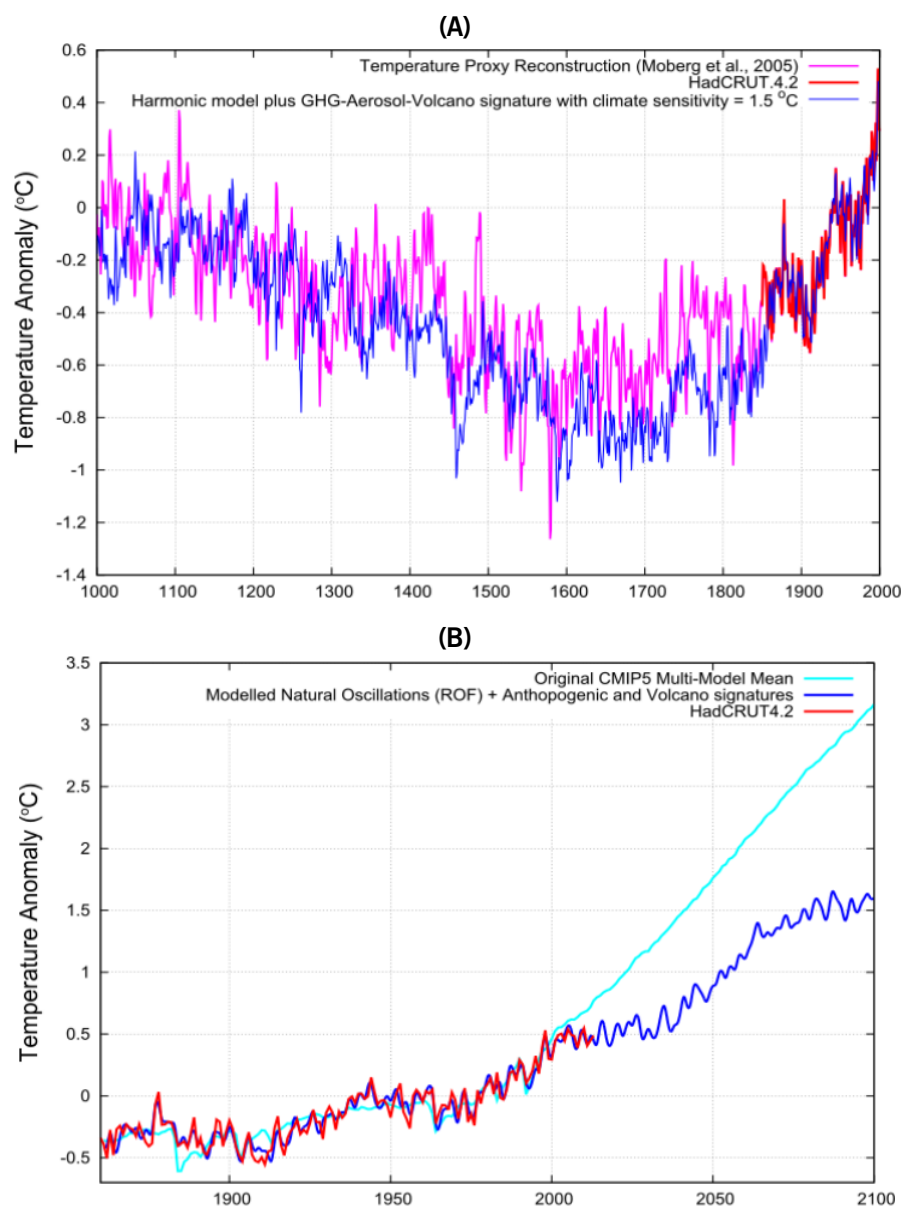 (A)
0.6
0.4
0.2
0
-0.2
-0.4
-0.6
-0.8
-1
-1.2
-1.4
Temperature Anomaly (°C)
Temperature Proxy Reconstruction (Moberg et al., 2005)
HadCRUT.4.2
Harmonic model plus GHG-Aerosol-Volcano signature with climate sensitivity = 1.5 °C
1000 1100 1200 1300 1400 1500 1600 1700 1800 1900 2000
(B)
3.5
3
2.5
2
1.5
1
0.5
0
-0.5
Temperature Anomaly (°C)
Original CMIP5 Multi-Model Mean
Modelled Natural Oscillations (ROF) + Anthopogenic and Volcano signatures
HadCRUT4.2
1900 1950 2000 2050 2100